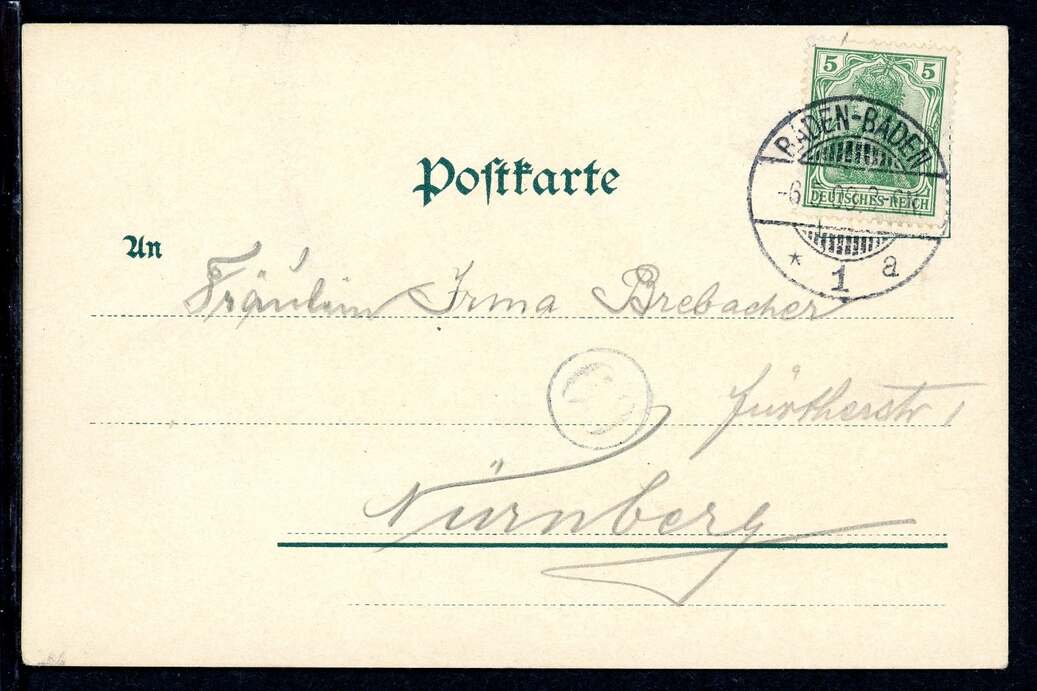 5 5
BADEN-BADEN
DEUTSCHES REICH
* 1 a
Postkarte
An
Fräulein Irma Brebacher
Fürtherstr 1
Nürnberg